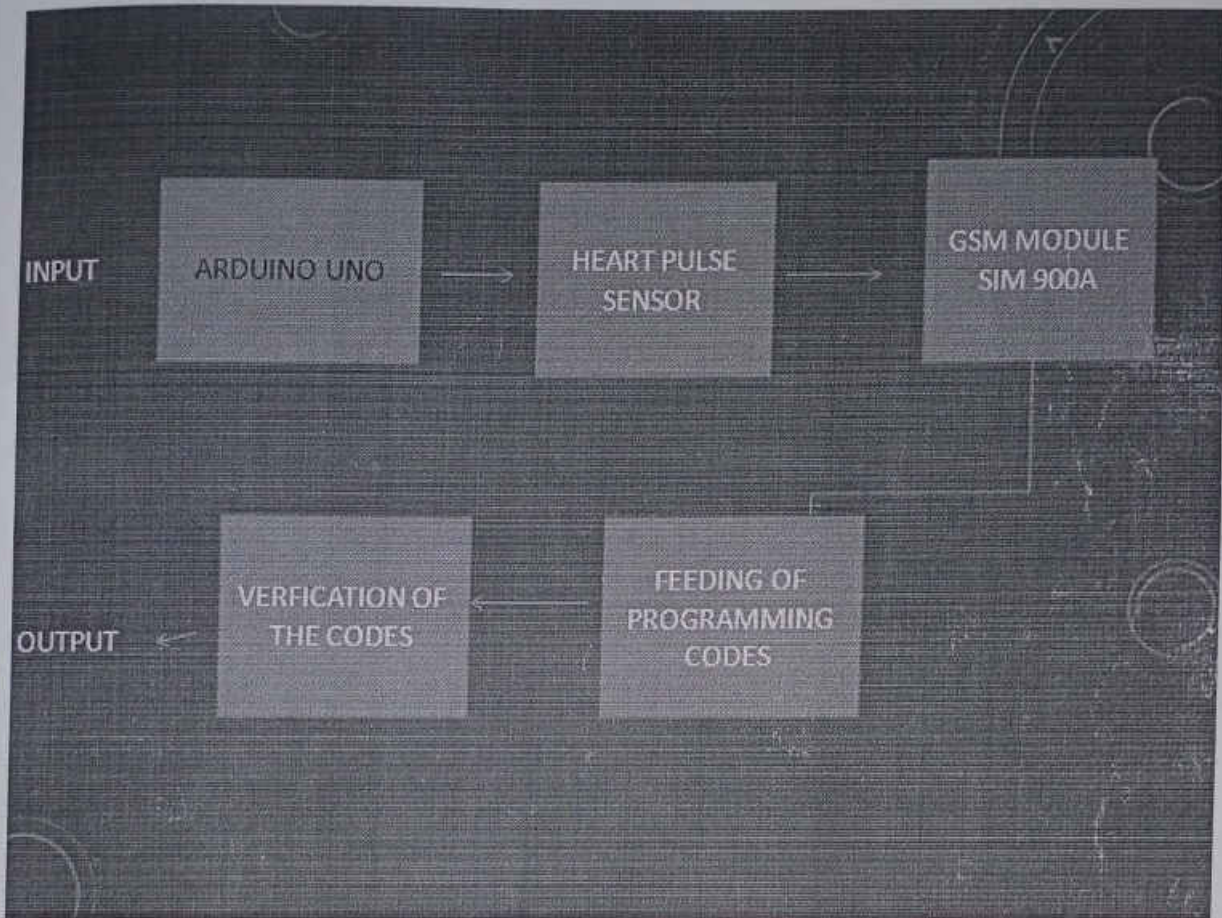 INPUT
ARDUINO UNO
HEART PULSE
SENSOR
GSM MODULE
SIM 900A
FEEDING OF
PROGRAMMING
CODES
VERFICATION OF
THE CODES
OUTPUT